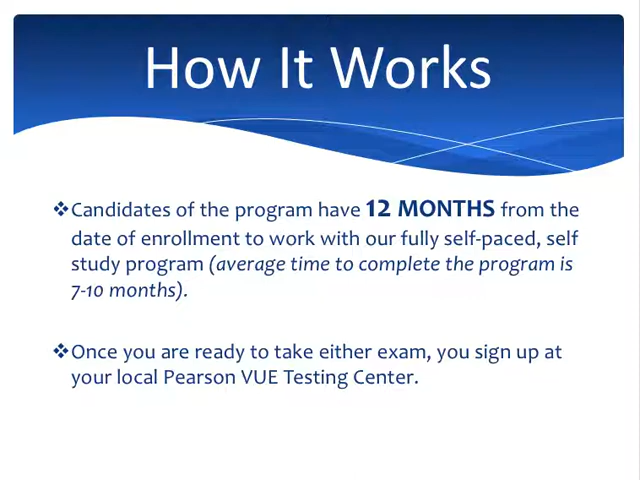 How It Works
❖Candidates of the program have 12 MONTHS from the
date of enrollment to work with our fully self-paced, self
study program (average time to complete the program is
7-10 months).
❖Once you are ready to take either exam, you sign up at
your local Pearson VUE Testing Center.